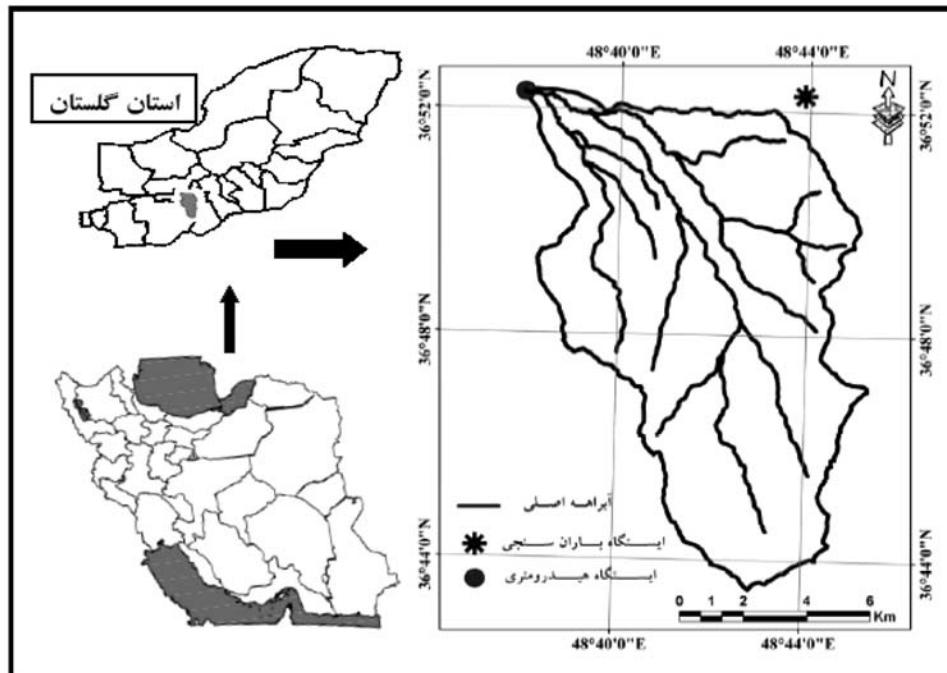 استان گلستان
48°40'0"E
48°44'0"E
N
36°52'0"N
36°52'0"N
36°48'0"N
36°48'0"N
36°44'0"N
36°44'0"N
آبراهه اصلی
ایستگاه باران سنجی
ایستگاه هیدرومتری
0 1 2 4 6
Km
48°40'0"E
48°44'0"E